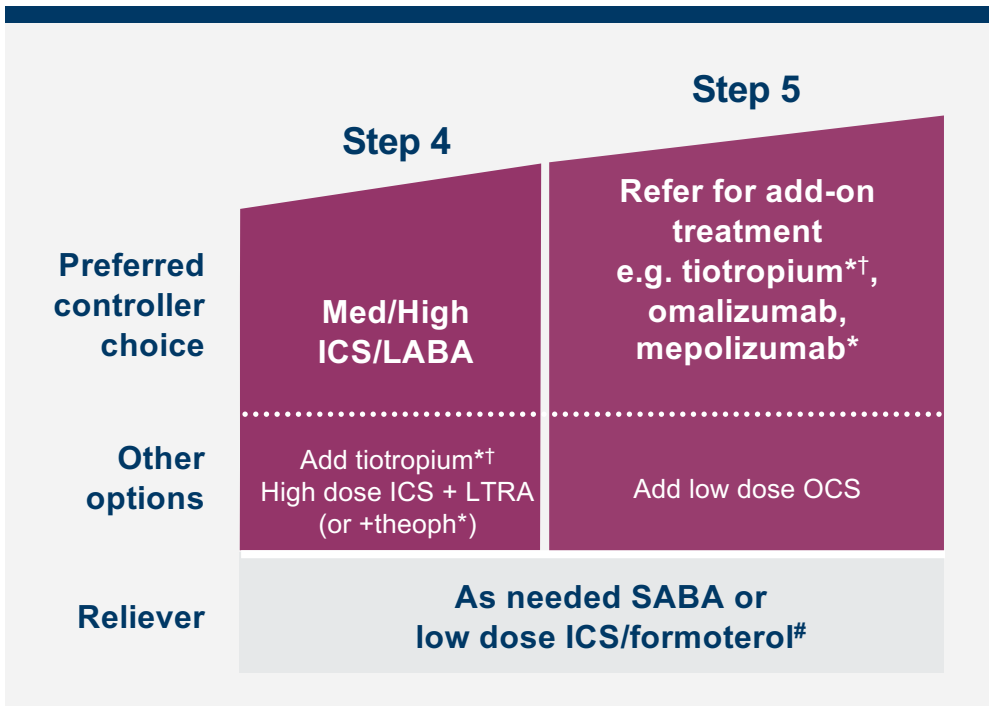 Step 4
Step 5
Preferred
controller
choice
Med/High
ICS/LABA
Refer for add-on
treatment
e.g. tiotropium*†,
omalizumab,
mepolizumab*
Other
options
Add tiotropium*†
High dose ICS + LTRA
(or +theoph*)
Add low dose OCS
Reliever
As needed SABA or
low dose ICS/formoterol#